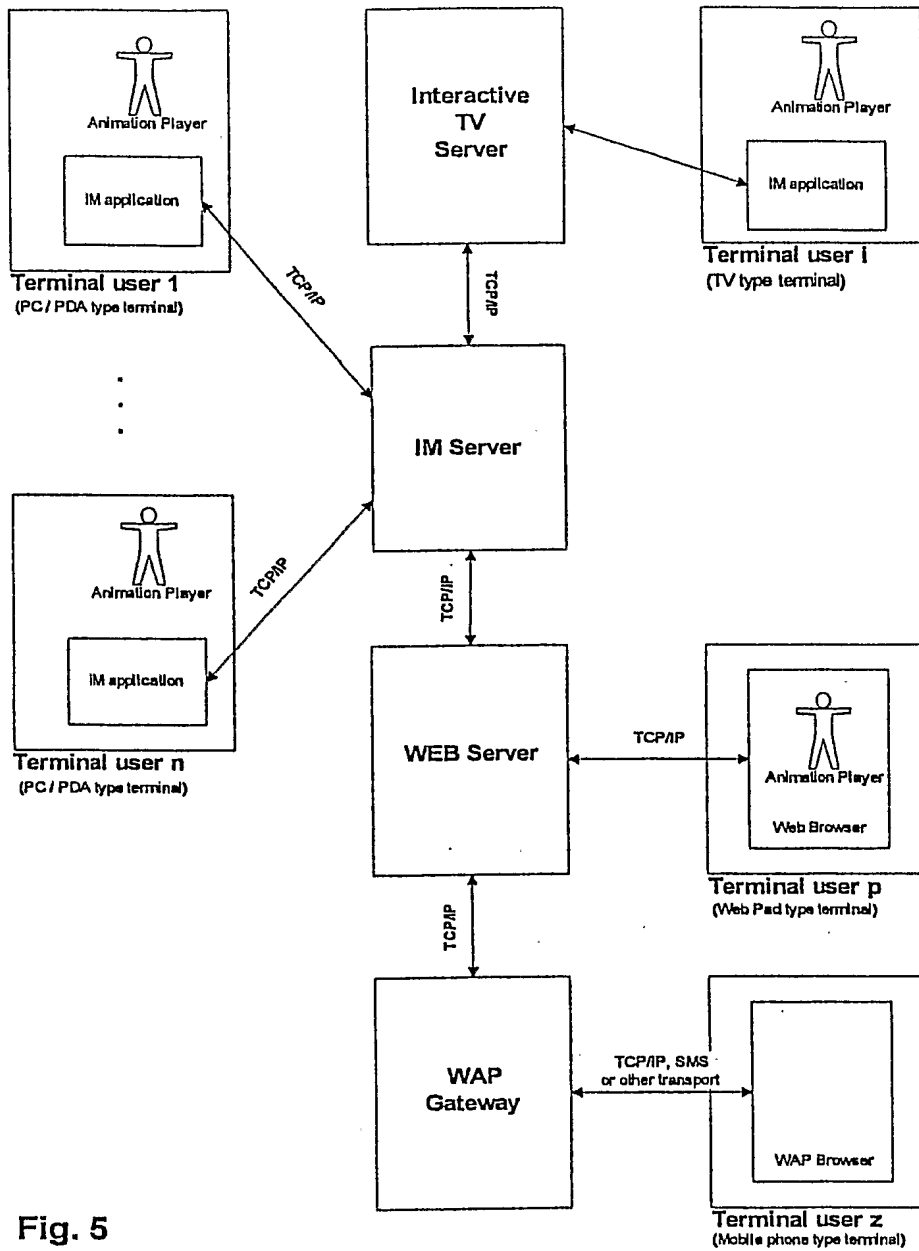 Animation Player
IM application
Terminal user 1
(PC / PDA type terminal)
Interactive
TV
Server
Animation Player
IM application
Terminal user i
(TV type terminal)
TCP/IP
TCP/IP
IM Server
Animation Player
IM application
Terminal user n
(PC / PDA type terminal)
TCP/IP
TCP/IP
WEB Server
TCP/IP
Animation Player
Web Browser
Terminal user p
(Web Pad type terminal)
TCP/IP
WAP
Gateway
TCP/IP, SMS
or other transport
WAP Browser
Terminal user z
(Mobile phone type terminal)
Fig. 5